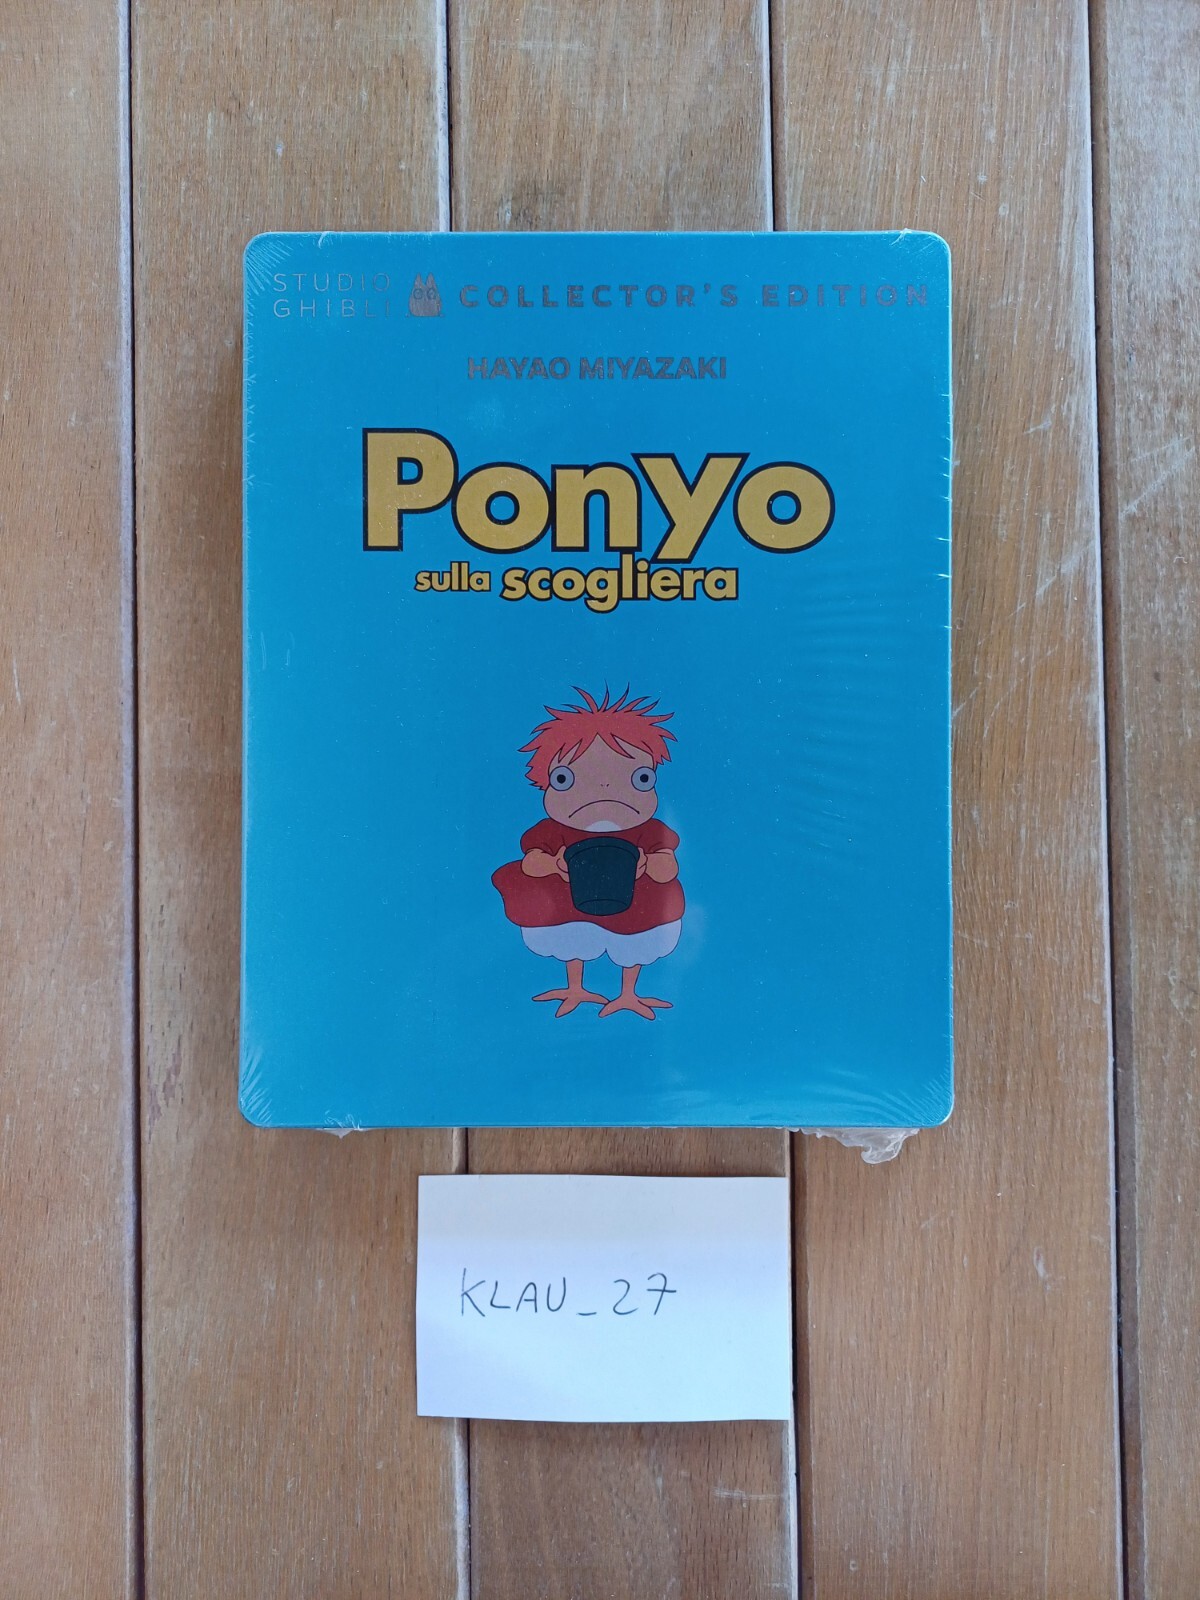 STUDIO
GHIBLI
COLLECTOR'S EDITION
HAYAO MIYAZAKI
Ponyo
sulla scogliera
KLAU_27